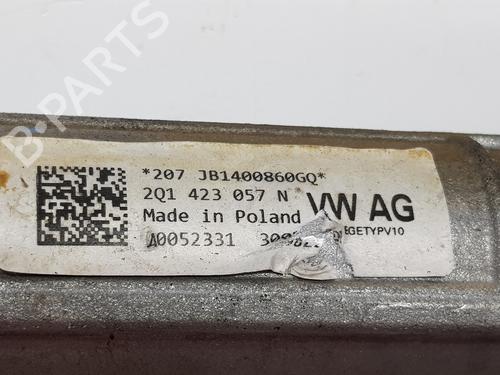 *207 JB1400860GQ*
2Q1 423 057 N
VW AG
Made in Poland
A0052331
B-PARTS